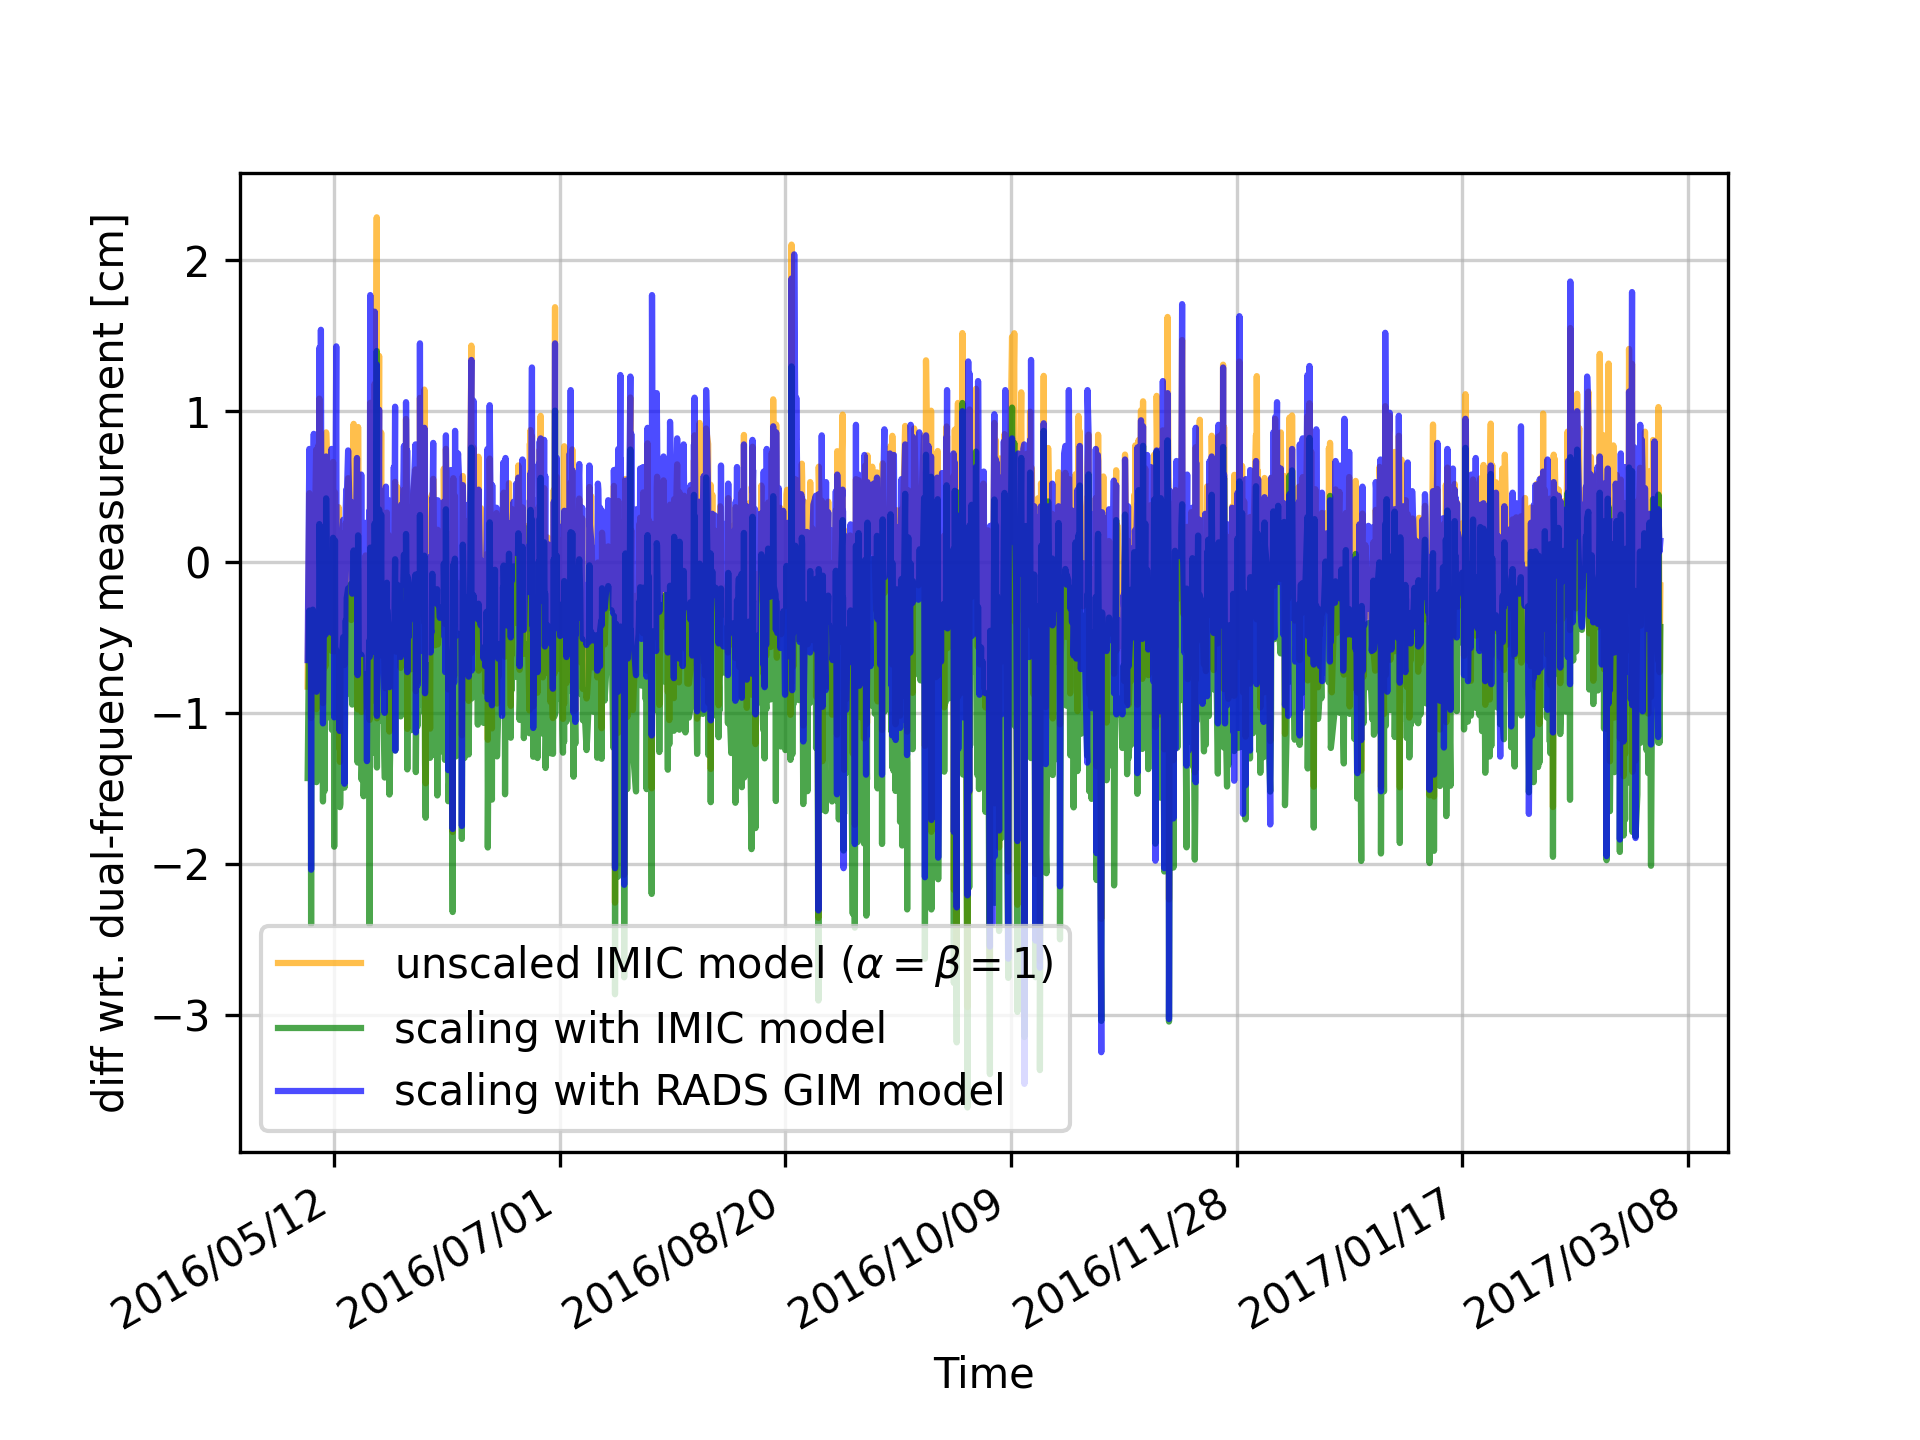 diff wrt. dual-frequency measurement [cm]
2
1
0
−1
−2
−3
unscaled IMIC model (α = β = 1)
scaling with IMIC model
scaling with RADS GIM model
2016/05/12
2016/07/01
2016/08/20
2016/10/09
2016/11/28
2017/01/17
2017/03/08
Time